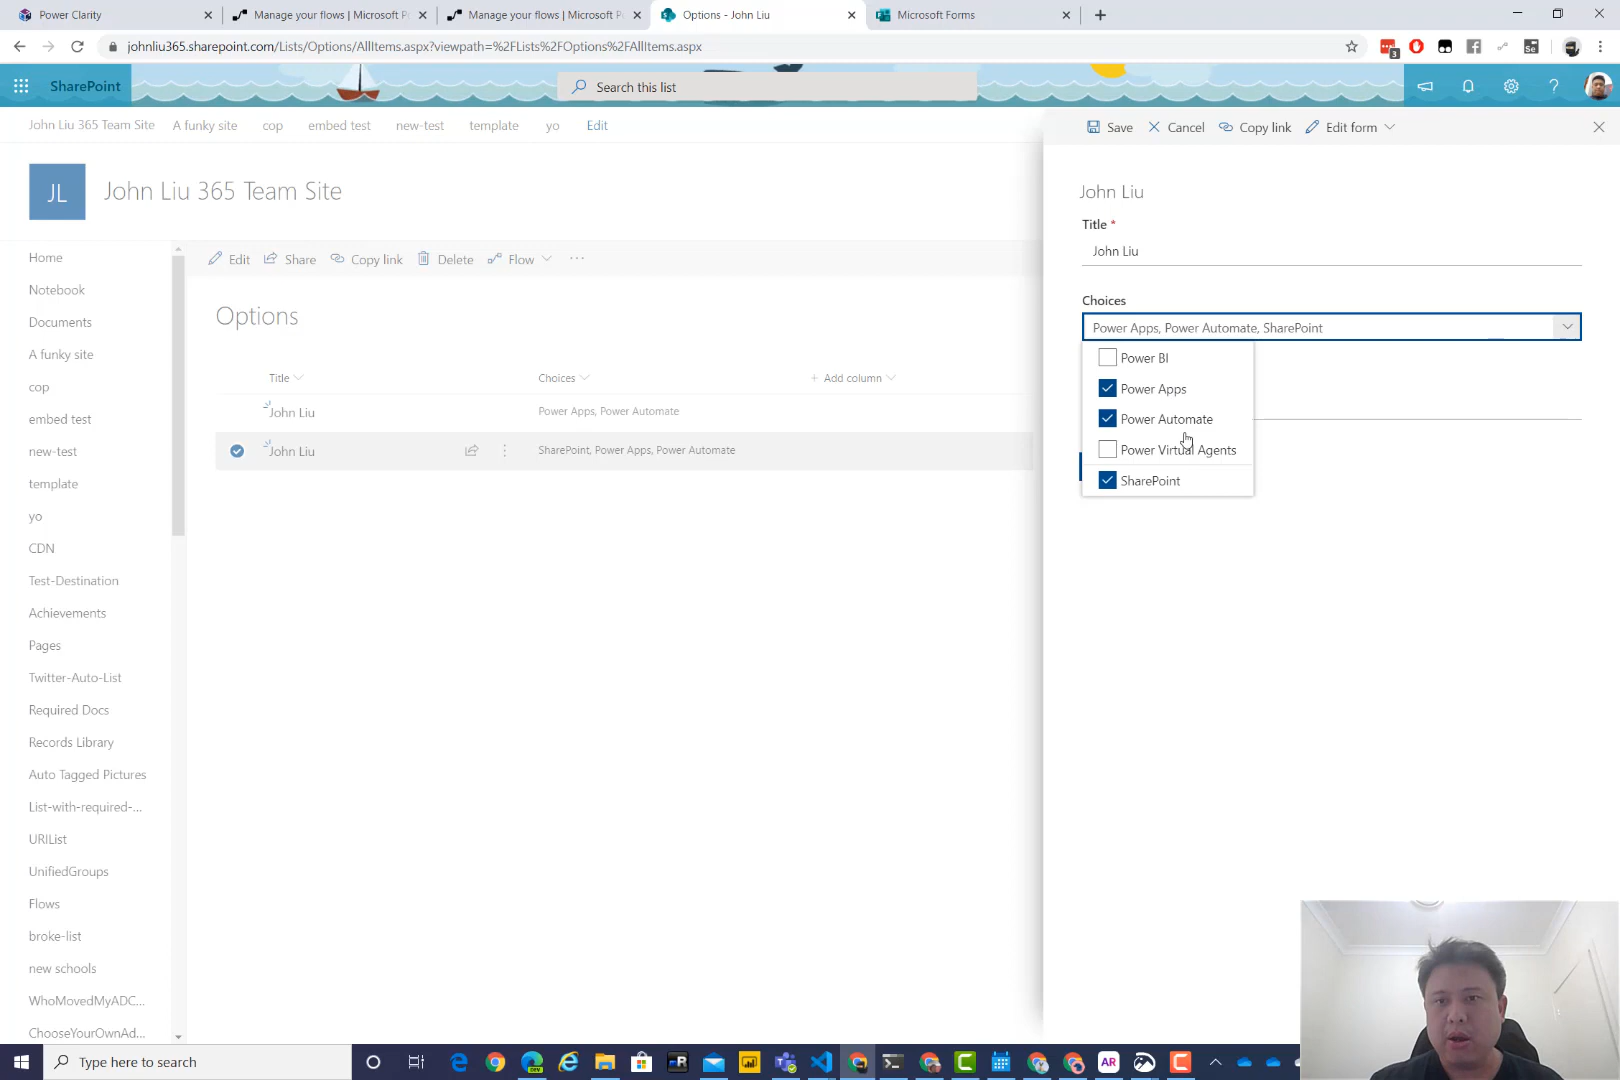 Power Clarity
Manage your flows | Microsoft P
Manage your flows | Microsoft P
Options - John Liu
Microsoft Forms
johnliu365.sharepoint.com/Lists/Options/AllItems.aspx?viewpath=%2FLists%2FOptions%2FAllItems.aspx
3
SharePoint
Search this list
John Liu 365 Team Site
A funky site
cop
embed test
new-test
template
yo
Edit
Save
Cancel
Copy link
Edit form
JL
John Liu 365 Team Site
John Liu
Title *
John Liu
Home
Notebook
Documents
A funky site
cop
embed test
new-test
template
yo
CDN
Test-Destination
Achievements
Pages
Twitter-Auto-List
Required Docs
Records Library
Auto Tagged Pictures
List-with-required-...
URIList
UnifiedGroups
Flows
broke-list
new schools
WhoMovedMyADC...
ChooseYourOwnAd...
Edit
Share
Copy link
Delete
Flow
Options
Title
Choices
Add column
John Liu
Power Apps, Power Automate
John Liu
SharePoint, Power Apps, Power Automate
Choices
Power Apps, Power Automate, SharePoint
Power BI
Power Apps
Power Automate
Power Virtual Agents
SharePoint
Type here to search
DEV
AR